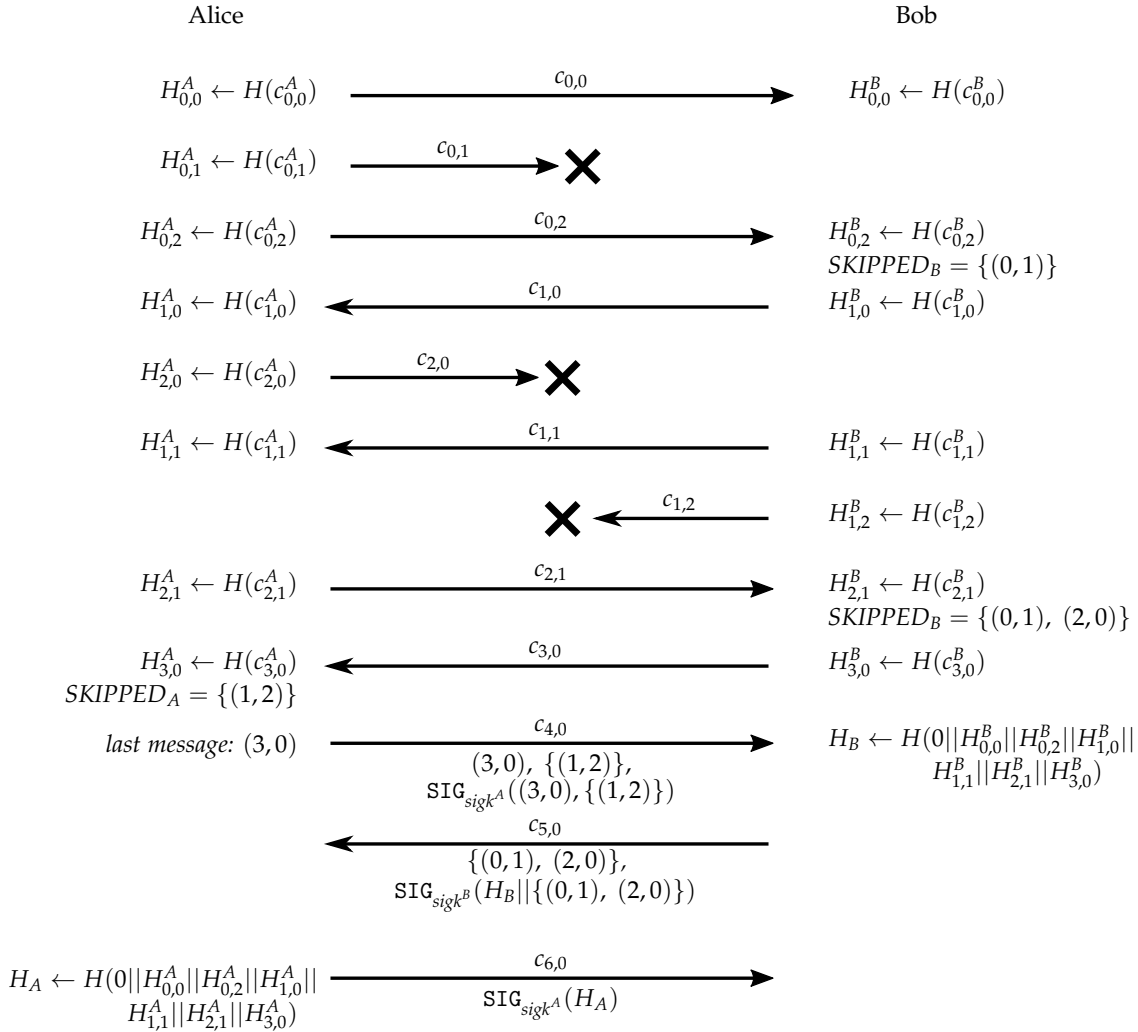 Alice Bob
H^A_{0,0} ← H(c^A_{0,0}) c_{0,0} H^B_{0,0} ← H(c^B_{0,0})
H^A_{0,1} ← H(c^A_{0,1}) c_{0,1}
H^A_{0,2} ← H(c^A_{0,2}) c_{0,2} H^B_{0,2} ← H(c^B_{0,2})
SKIPPED_B = {(0, 1)}
H^A_{1,0} ← H(c^A_{1,0}) c_{1,0} H^B_{1,0} ← H(c^B_{1,0})
H^A_{2,0} ← H(c^A_{2,0}) c_{2,0}
H^A_{1,1} ← H(c^A_{1,1}) c_{1,1} H^B_{1,1} ← H(c^B_{1,1})
c_{1,2} H^B_{1,2} ← H(c^B_{1,2})
H^A_{2,1} ← H(c^A_{2,1}) c_{2,1} H^B_{2,1} ← H(c^B_{2,1})
SKIPPED_B = {(0, 1), (2, 0)}
H^A_{3,0} ← H(c^A_{3,0}) c_{3,0} H^B_{3,0} ← H(c^B_{3,0})
SKIPPED_A = {(1, 2)}
last message: (3, 0) c_{4,0} H_B ← H(0||H^B_{0,0}||H^B_{0,2}||H^B_{1,0}||
(3, 0), {(1, 2)}, H^B_{1,1}||H^B_{2,1}||H^B_{3,0})
SIG_{sigk^A}((3, 0), {(1, 2)})
c_{5,0}
{(0, 1), (2, 0)},
SIG_{sigk^B}(H_B||{(0, 1), (2, 0)})
H_A ← H(0||H^A_{0,0}||H^A_{0,2}||H^A_{1,0}|| c_{6,0}
H^A_{1,1}||H^A_{2,1}||H^A_{3,0}) SIG_{sigk^A}(H_A)